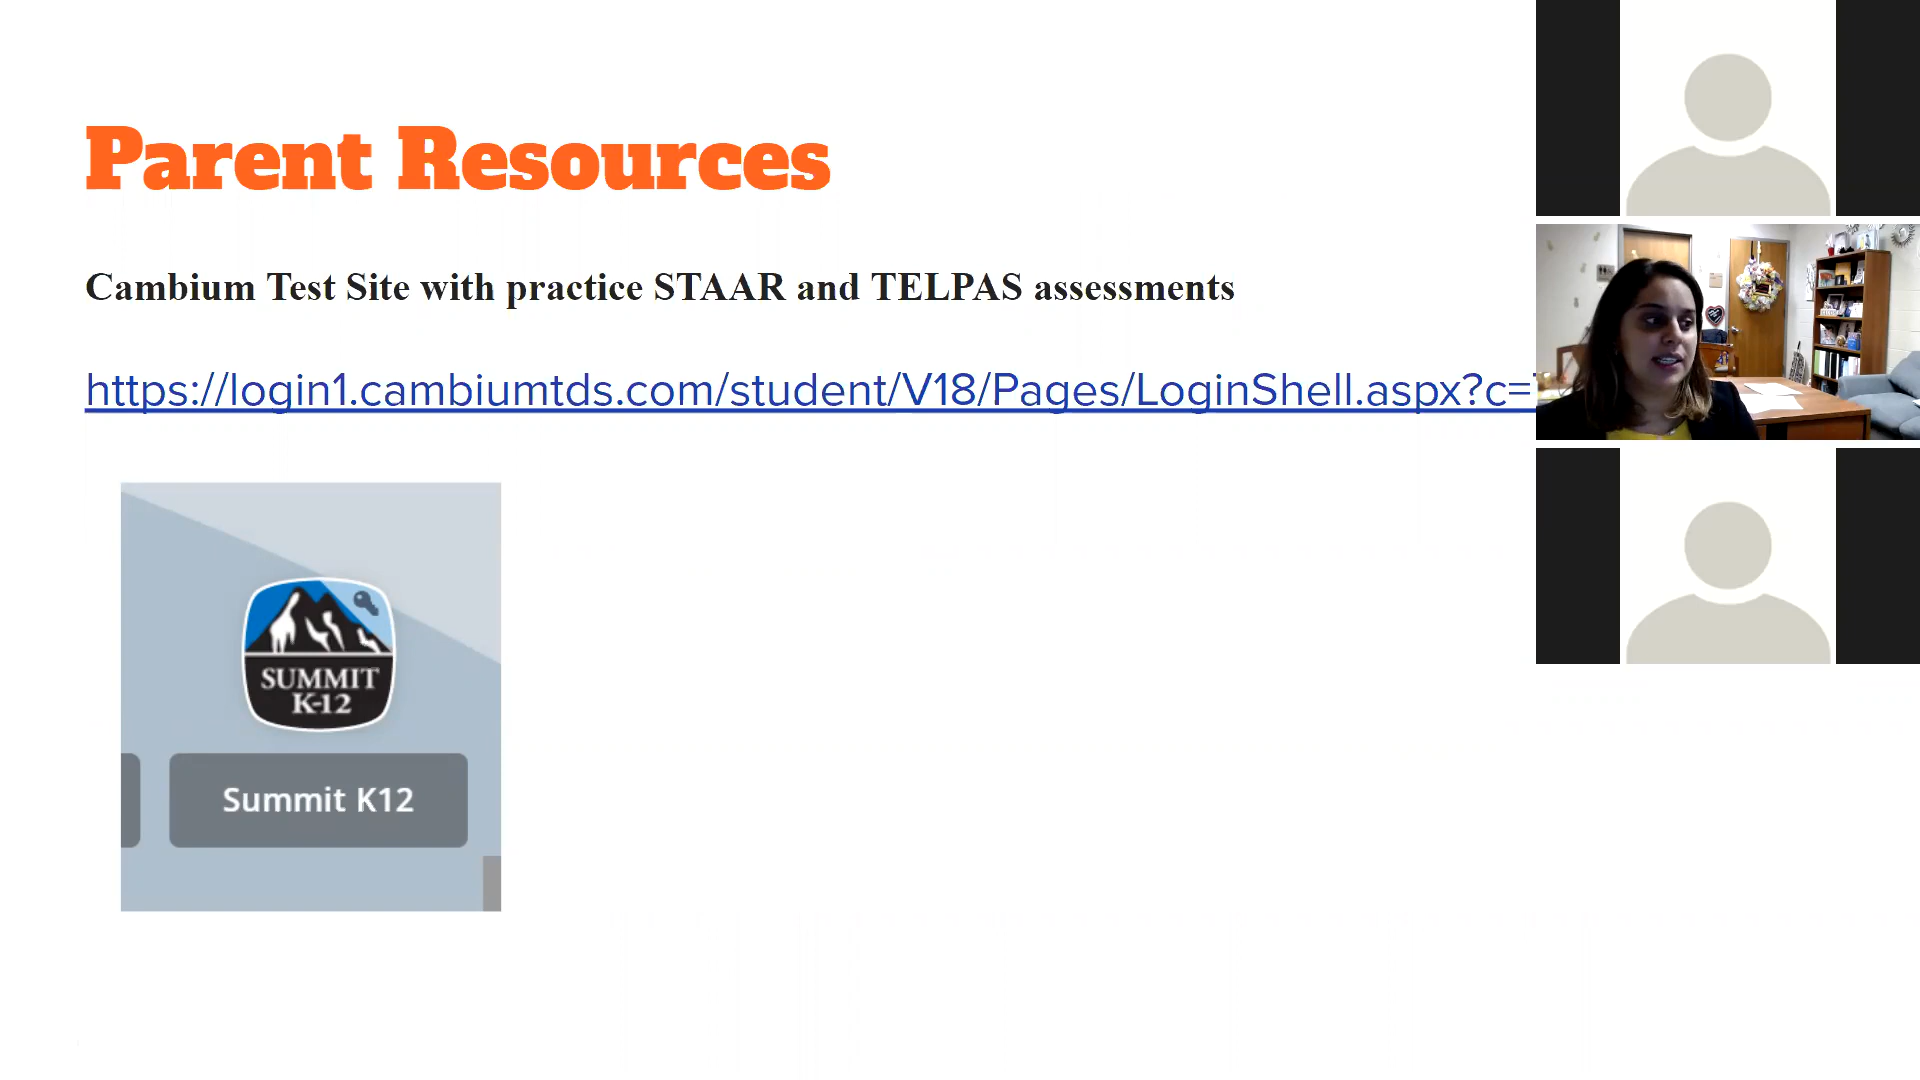 Parent Resources
Cambium Test Site with practice STAAR and TELPAS assessments
https://login1.cambiumtds.com/student/V18/Pages/LoginShell.aspx?c=
SUMMIT
K-12
Summit K12